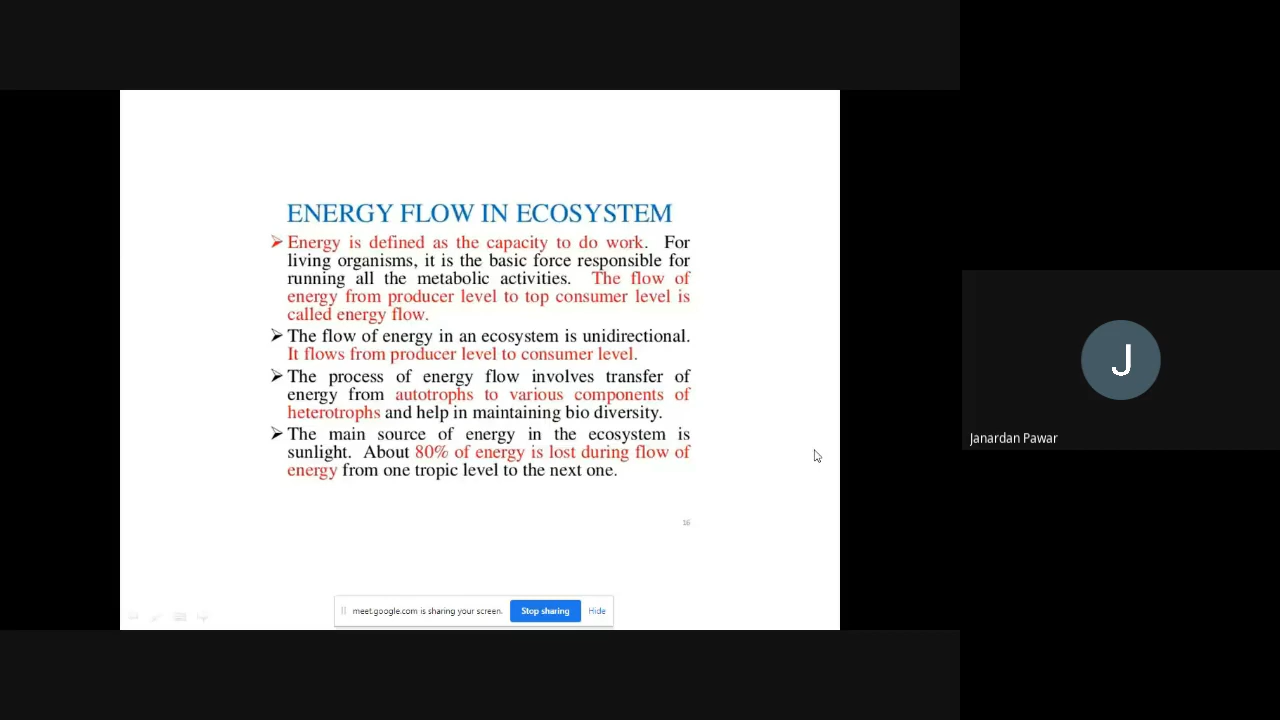 ENERGY FLOW IN ECOSYSTEM
➢ Energy is defined as the capacity to do work. For
living organisms, it is the basic force responsible for
running all the metabolic activities. The flow of
energy from producer level to top consumer level is
called energy flow.
➢ The flow of energy in an ecosystem is unidirectional.
It flows from producer level to consumer level.
➢ The process of energy flow involves transfer of
energy from autotrophs to various components of
heterotrophs and help in maintaining bio diversity.
➢ The main source of energy in the ecosystem is
sunlight. About 80% of energy is lost during flow of
energy from one tropic level to the next one.
16
meet.google.com is sharing your screen. Stop sharing Hide
J
Janardan Pawar